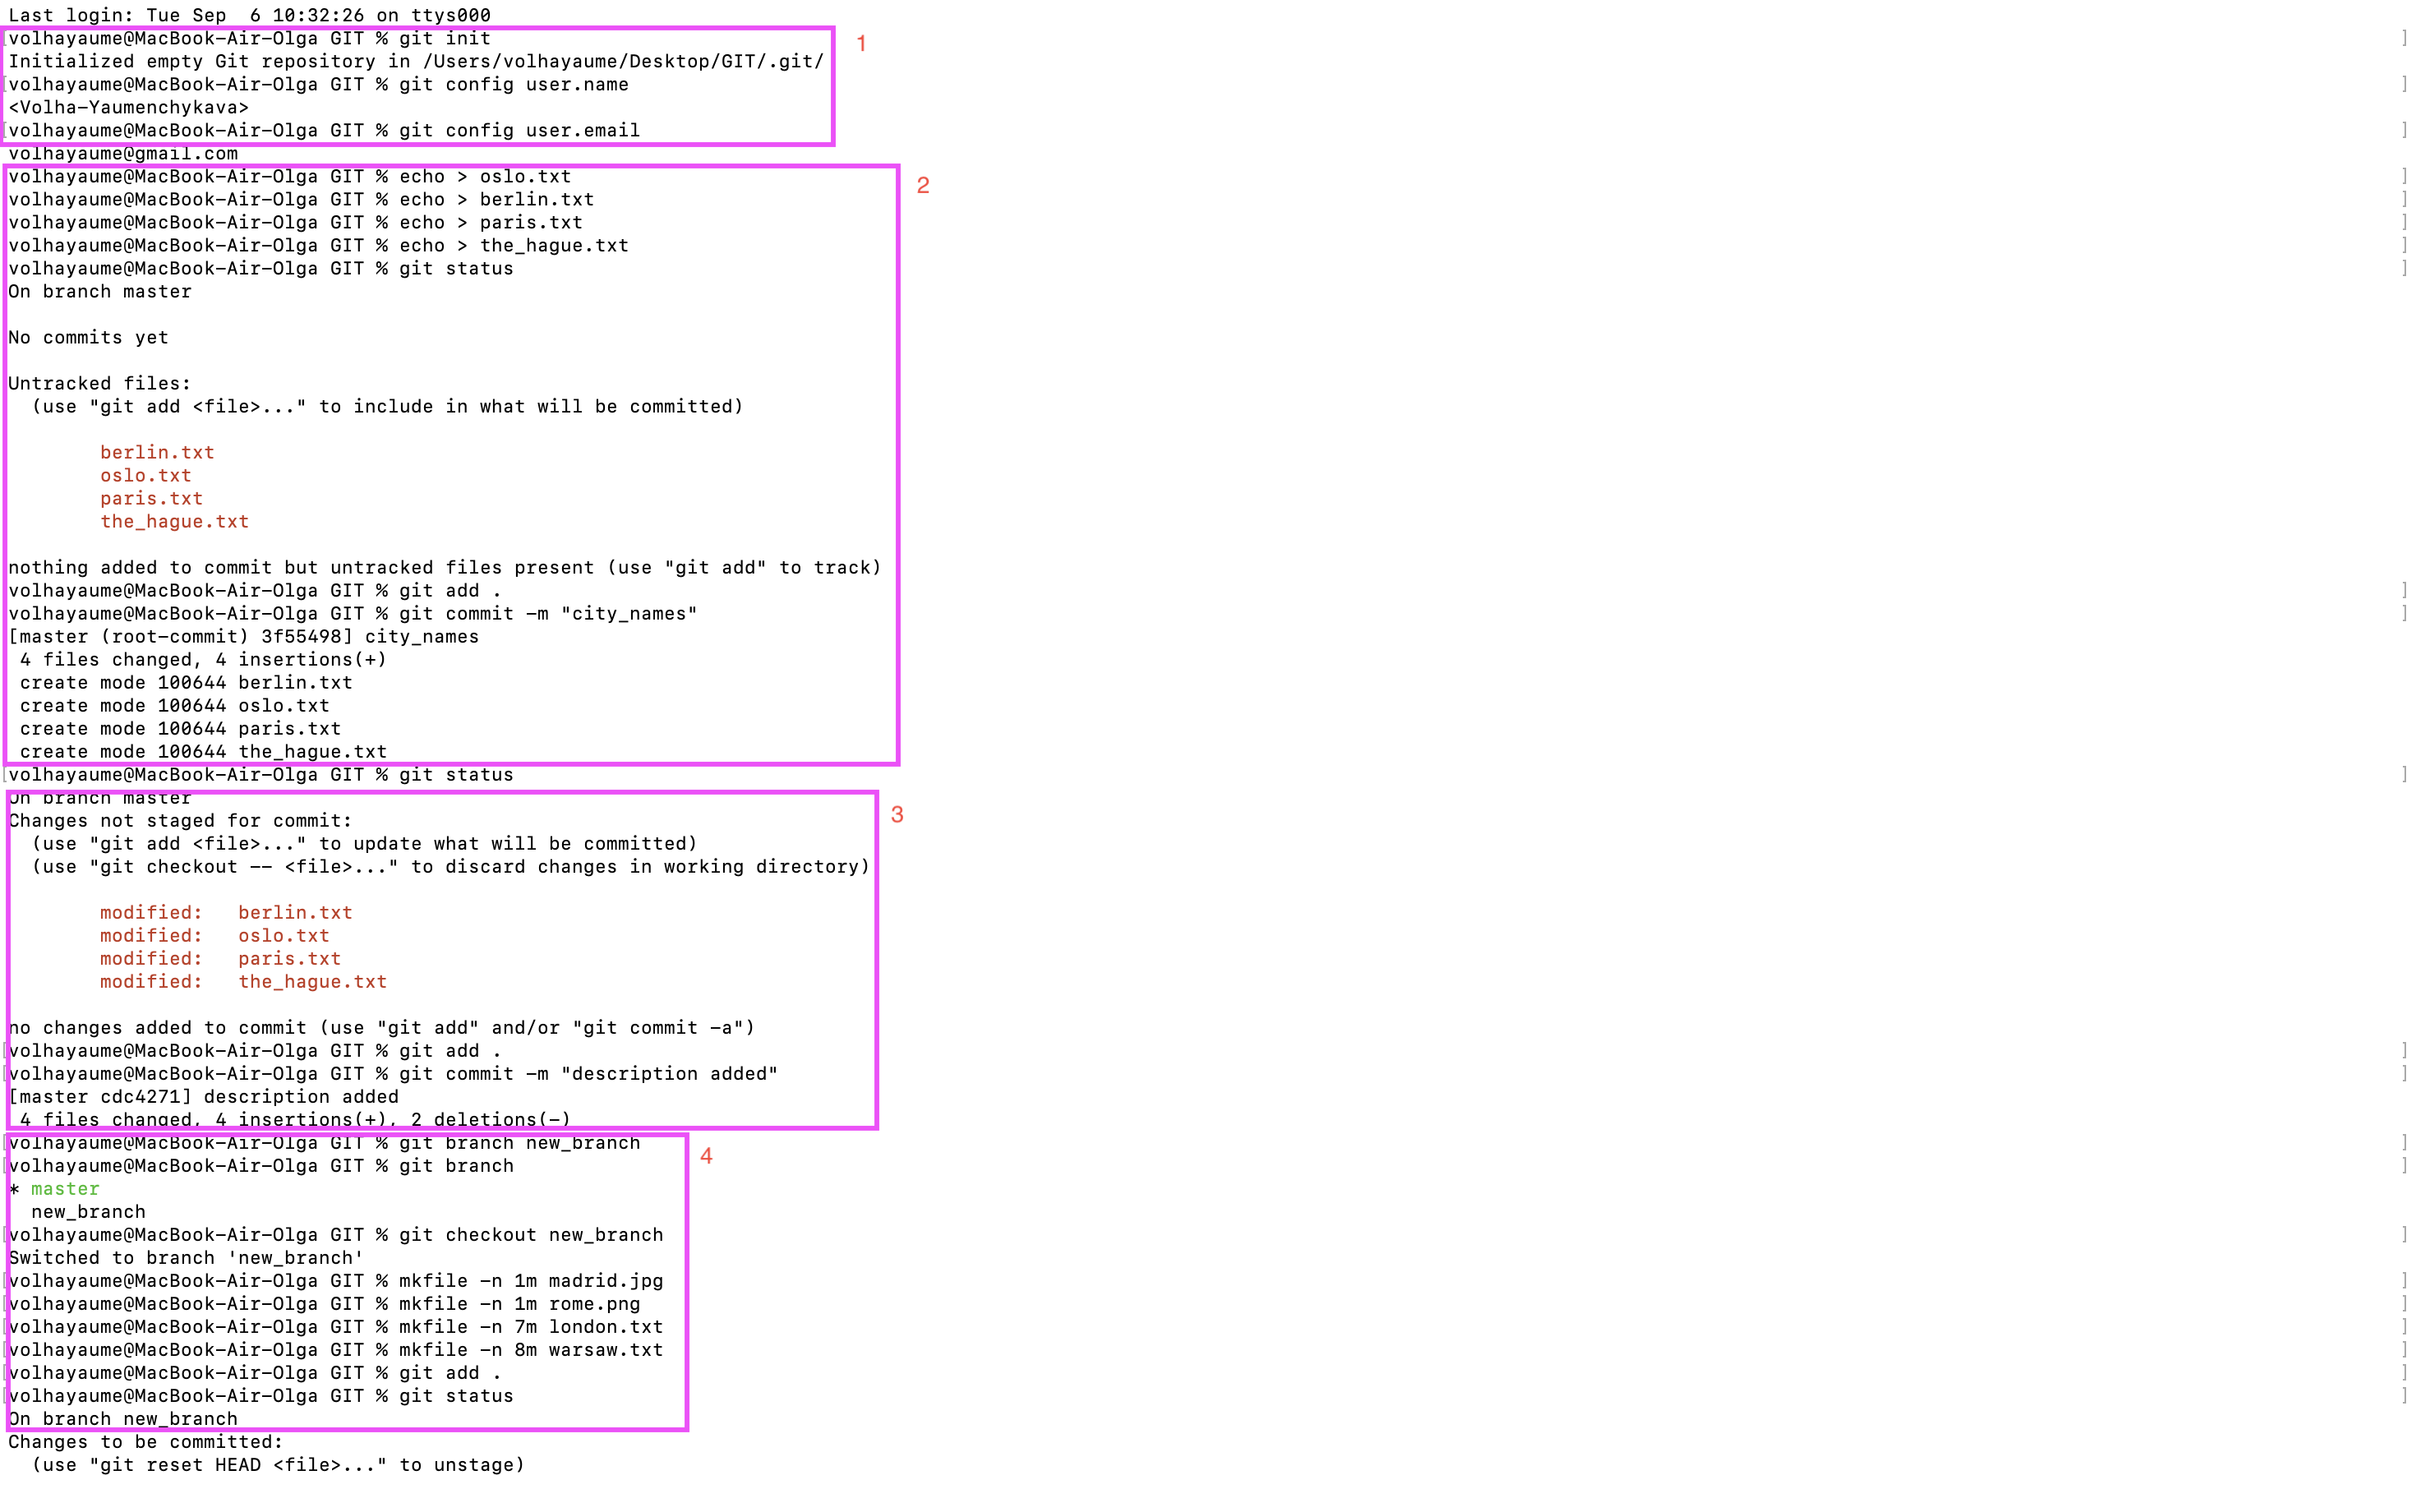 Last login: Tue Sep  6 10:32:26 on ttys000
[volhayaume@MacBook-Air-Olga GIT % git init ]
1
Initialized empty Git repository in /Users/volhayaume/Desktop/GIT/.git/
[volhayaume@MacBook-Air-Olga GIT % git config user.name ]
<Volha-Yaumenchykava>
[volhayaume@MacBook-Air-Olga GIT % git config user.email ]
volhayaume@gmail.com
volhayaume@MacBook-Air-Olga GIT % echo > oslo.txt ]
2
volhayaume@MacBook-Air-Olga GIT % echo > berlin.txt ]
volhayaume@MacBook-Air-Olga GIT % echo > paris.txt ]
volhayaume@MacBook-Air-Olga GIT % echo > the_hague.txt ]
volhayaume@MacBook-Air-Olga GIT % git status ]
On branch master
No commits yet
Untracked files:
  (use "git add <file>..." to include in what will be committed)
        berlin.txt
        oslo.txt
        paris.txt
        the_hague.txt
nothing added to commit but untracked files present (use "git add" to track)
volhayaume@MacBook-Air-Olga GIT % git add . ]
volhayaume@MacBook-Air-Olga GIT % git commit -m "city_names" ]
[master (root-commit) 3f55498] city_names
 4 files changed, 4 insertions(+)
 create mode 100644 berlin.txt
 create mode 100644 oslo.txt
 create mode 100644 paris.txt
 create mode 100644 the_hague.txt
[volhayaume@MacBook-Air-Olga GIT % git status ]
On branch master
3
Changes not staged for commit:
  (use "git add <file>..." to update what will be committed)
  (use "git checkout -- <file>..." to discard changes in working directory)
        modified:   berlin.txt
        modified:   oslo.txt
        modified:   paris.txt
        modified:   the_hague.txt
no changes added to commit (use "git add" and/or "git commit -a")
[volhayaume@MacBook-Air-Olga GIT % git add . ]
[volhayaume@MacBook-Air-Olga GIT % git commit -m "description added" ]
[master cdc4271] description added
 4 files changed, 4 insertions(+), 2 deletions(-)
[volhayaume@MacBook-Air-Olga GIT % git branch new_branch ]
4
[volhayaume@MacBook-Air-Olga GIT % git branch ]
* master
  new_branch
[volhayaume@MacBook-Air-Olga GIT % git checkout new_branch ]
Switched to branch 'new_branch'
[volhayaume@MacBook-Air-Olga GIT % mkfile -n 1m madrid.jpg ]
[volhayaume@MacBook-Air-Olga GIT % mkfile -n 1m rome.png ]
[volhayaume@MacBook-Air-Olga GIT % mkfile -n 7m london.txt ]
[volhayaume@MacBook-Air-Olga GIT % mkfile -n 8m warsaw.txt ]
[volhayaume@MacBook-Air-Olga GIT % git add . ]
[volhayaume@MacBook-Air-Olga GIT % git status ]
On branch new_branch
Changes to be committed:
  (use "git reset HEAD <file>..." to unstage)